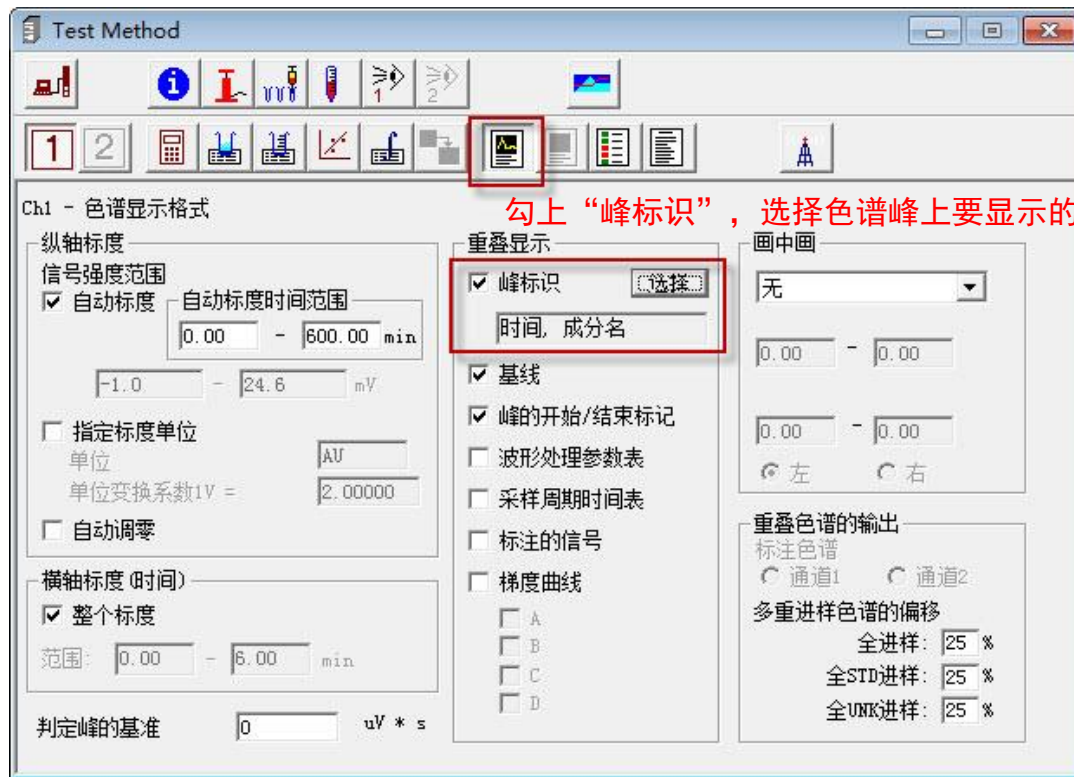 Test Method
1 2
1 2
Ch1 - 色谱显示格式
勾上“峰标识”，选择色谱峰上要显示的
纵轴标度
信号强度范围
自动标度 自动标度时间范围
0.00 - 600.00 min
-1.0 - 24.6 mV
指定标度单位
单位 AU
单位变换系数1V = 2.00000
自动调零
横轴标度(时间)
整个标度
范围: 0.00 - 6.00 min
判定峰的基准 0 uV * s
重叠显示
峰标识 选择
时间, 成分名
基线
峰的开始/结束标记
波形处理参数表
采样周期时间表
标注的信号
梯度曲线
A
B
C
D
画中画
无
0.00 - 0.00
0.00 - 0.00
左 右
重叠色谱的输出
标注色谱
通道1 通道2
多重进样色谱的偏移
全进样: 25 %
全STD进样: 25 %
全UNK进样: 25 %